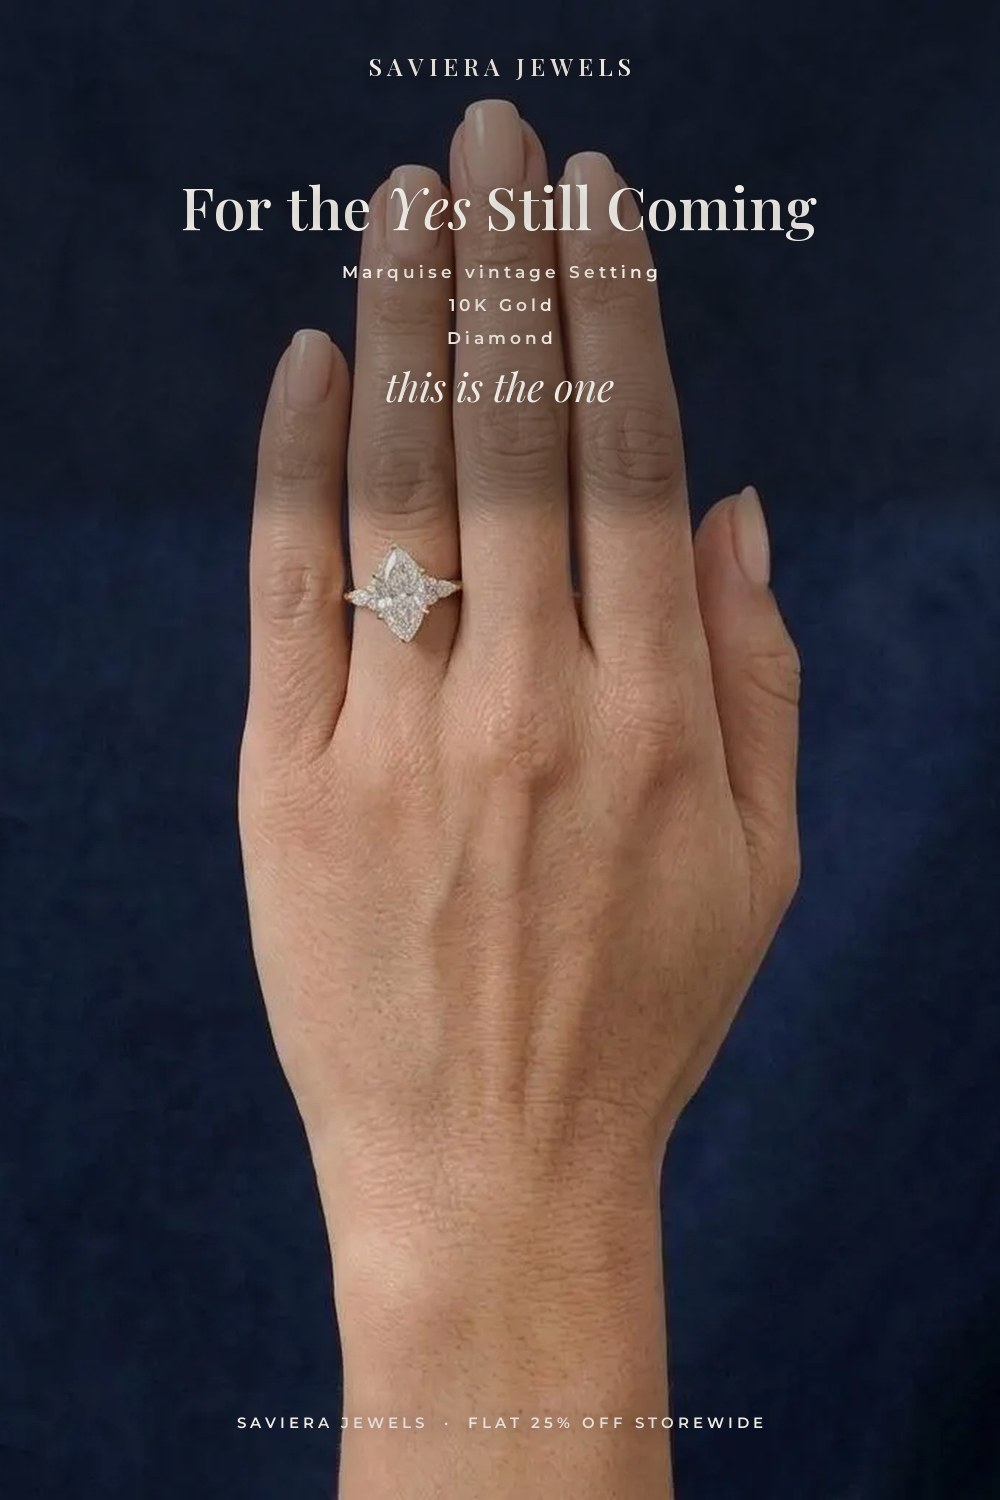 SAVIERA JEWELS
For the Yes Still Coming
Marquise vintage Setting
10K Gold
Diamond
this is the one
SAVIERA JEWELS · FLAT 25% OFF STOREWIDE